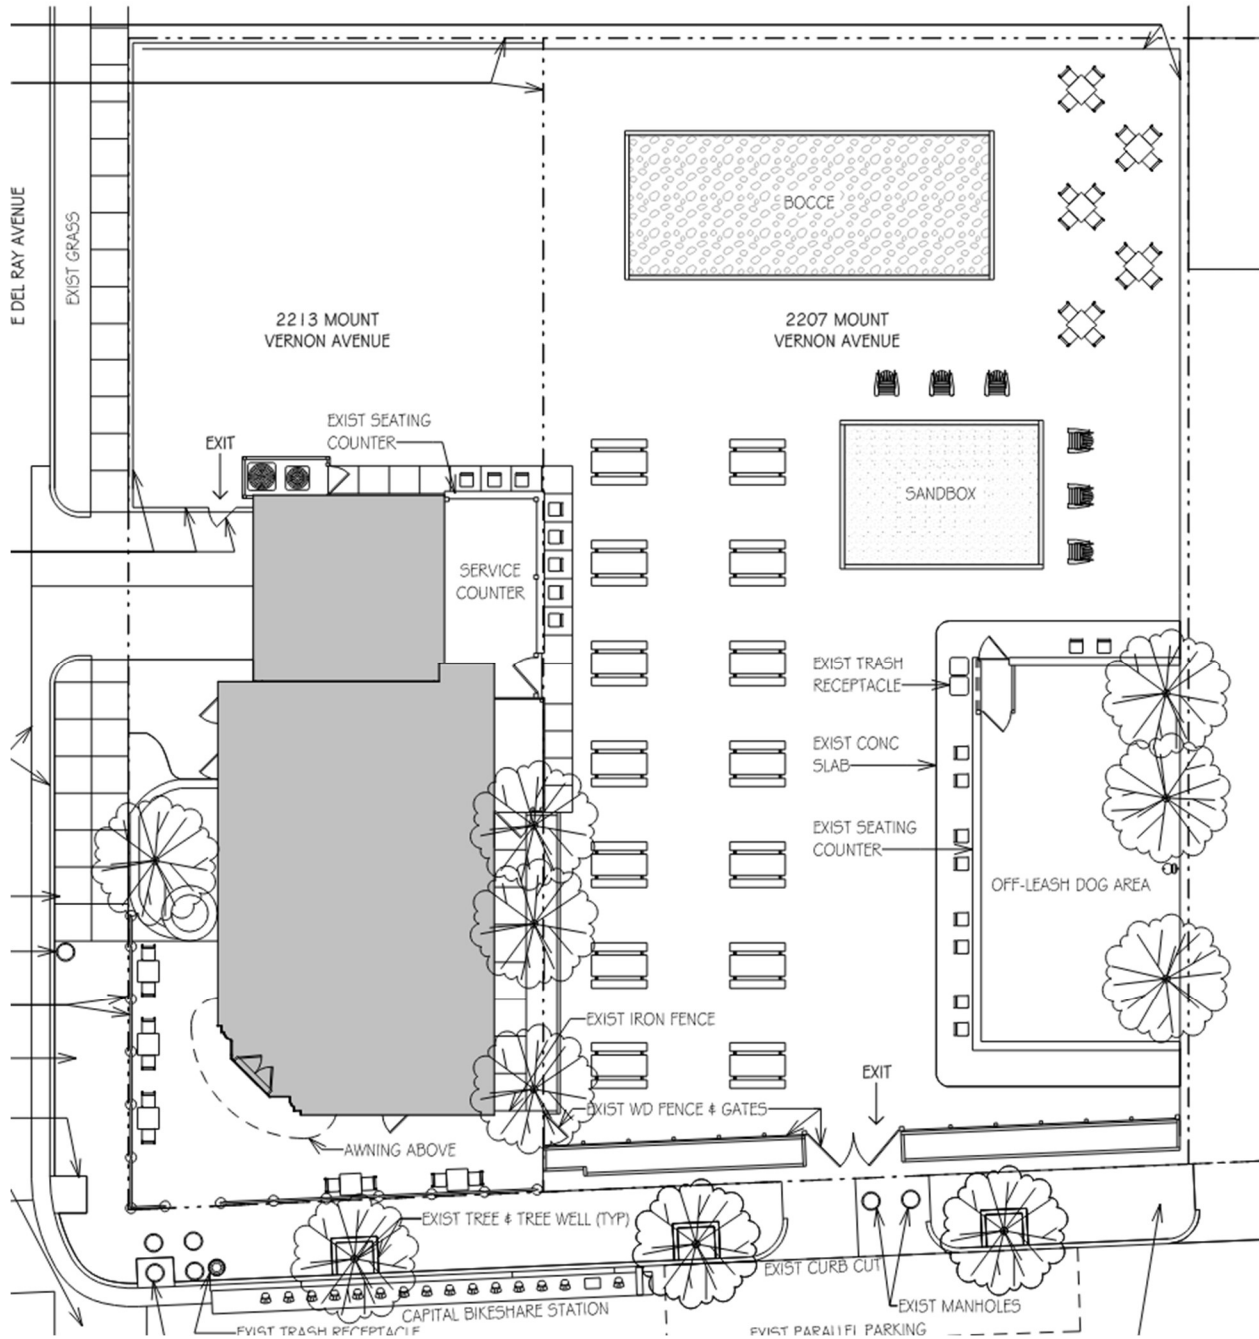 E DEL RAY AVENUE
EXIST GRASS
BOCCE
2213 MOUNT
VERNON AVENUE
2207 MOUNT
VERNON AVENUE
EXIST SEATING
COUNTER
EXIT
SANDBOX
SERVICE
COUNTER
EXIST TRASH
RECEPTACLE
EXIST CONC
SLAB
EXIST SEATING
COUNTER
OFF-LEASH DOG AREA
EXIST IRON FENCE
EXIT
EXIST WD FENCE & GATES
AWNING ABOVE
EXIST TREE & TREE WELL (TYP)
EXIST CURB CUT
EXIST MANHOLES
CAPITAL BIKESHARE STATION
EXIST TRASH RECEPTACLE
EXIST PARALLEL PARKING